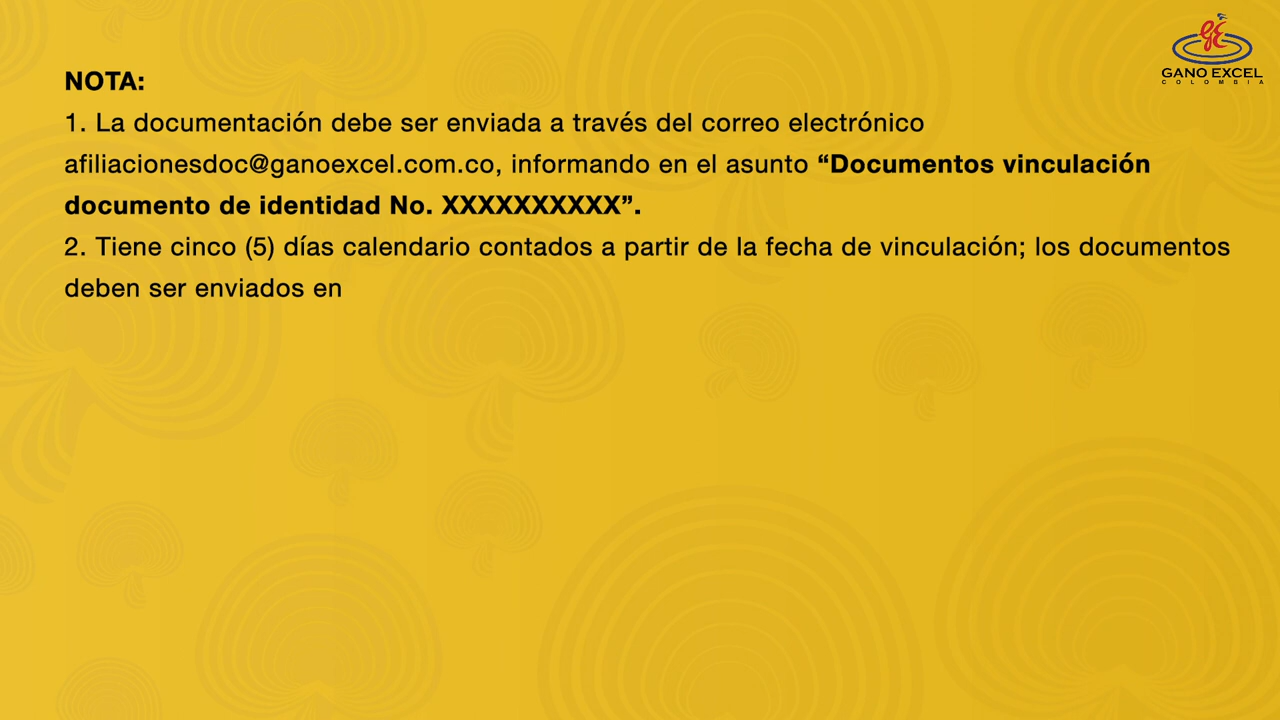 GANO EXCEL
COLOMBIA
NOTA:
1. La documentación debe ser enviada a través del correo electrónico
afiliacionesdoc@ganoexcel.com.co, informando en el asunto “Documentos vinculación
documento de identidad No. XXXXXXXXXX”.
2. Tiene cinco (5) días calendario contados a partir de la fecha de vinculación; los documentos
deben ser enviados en